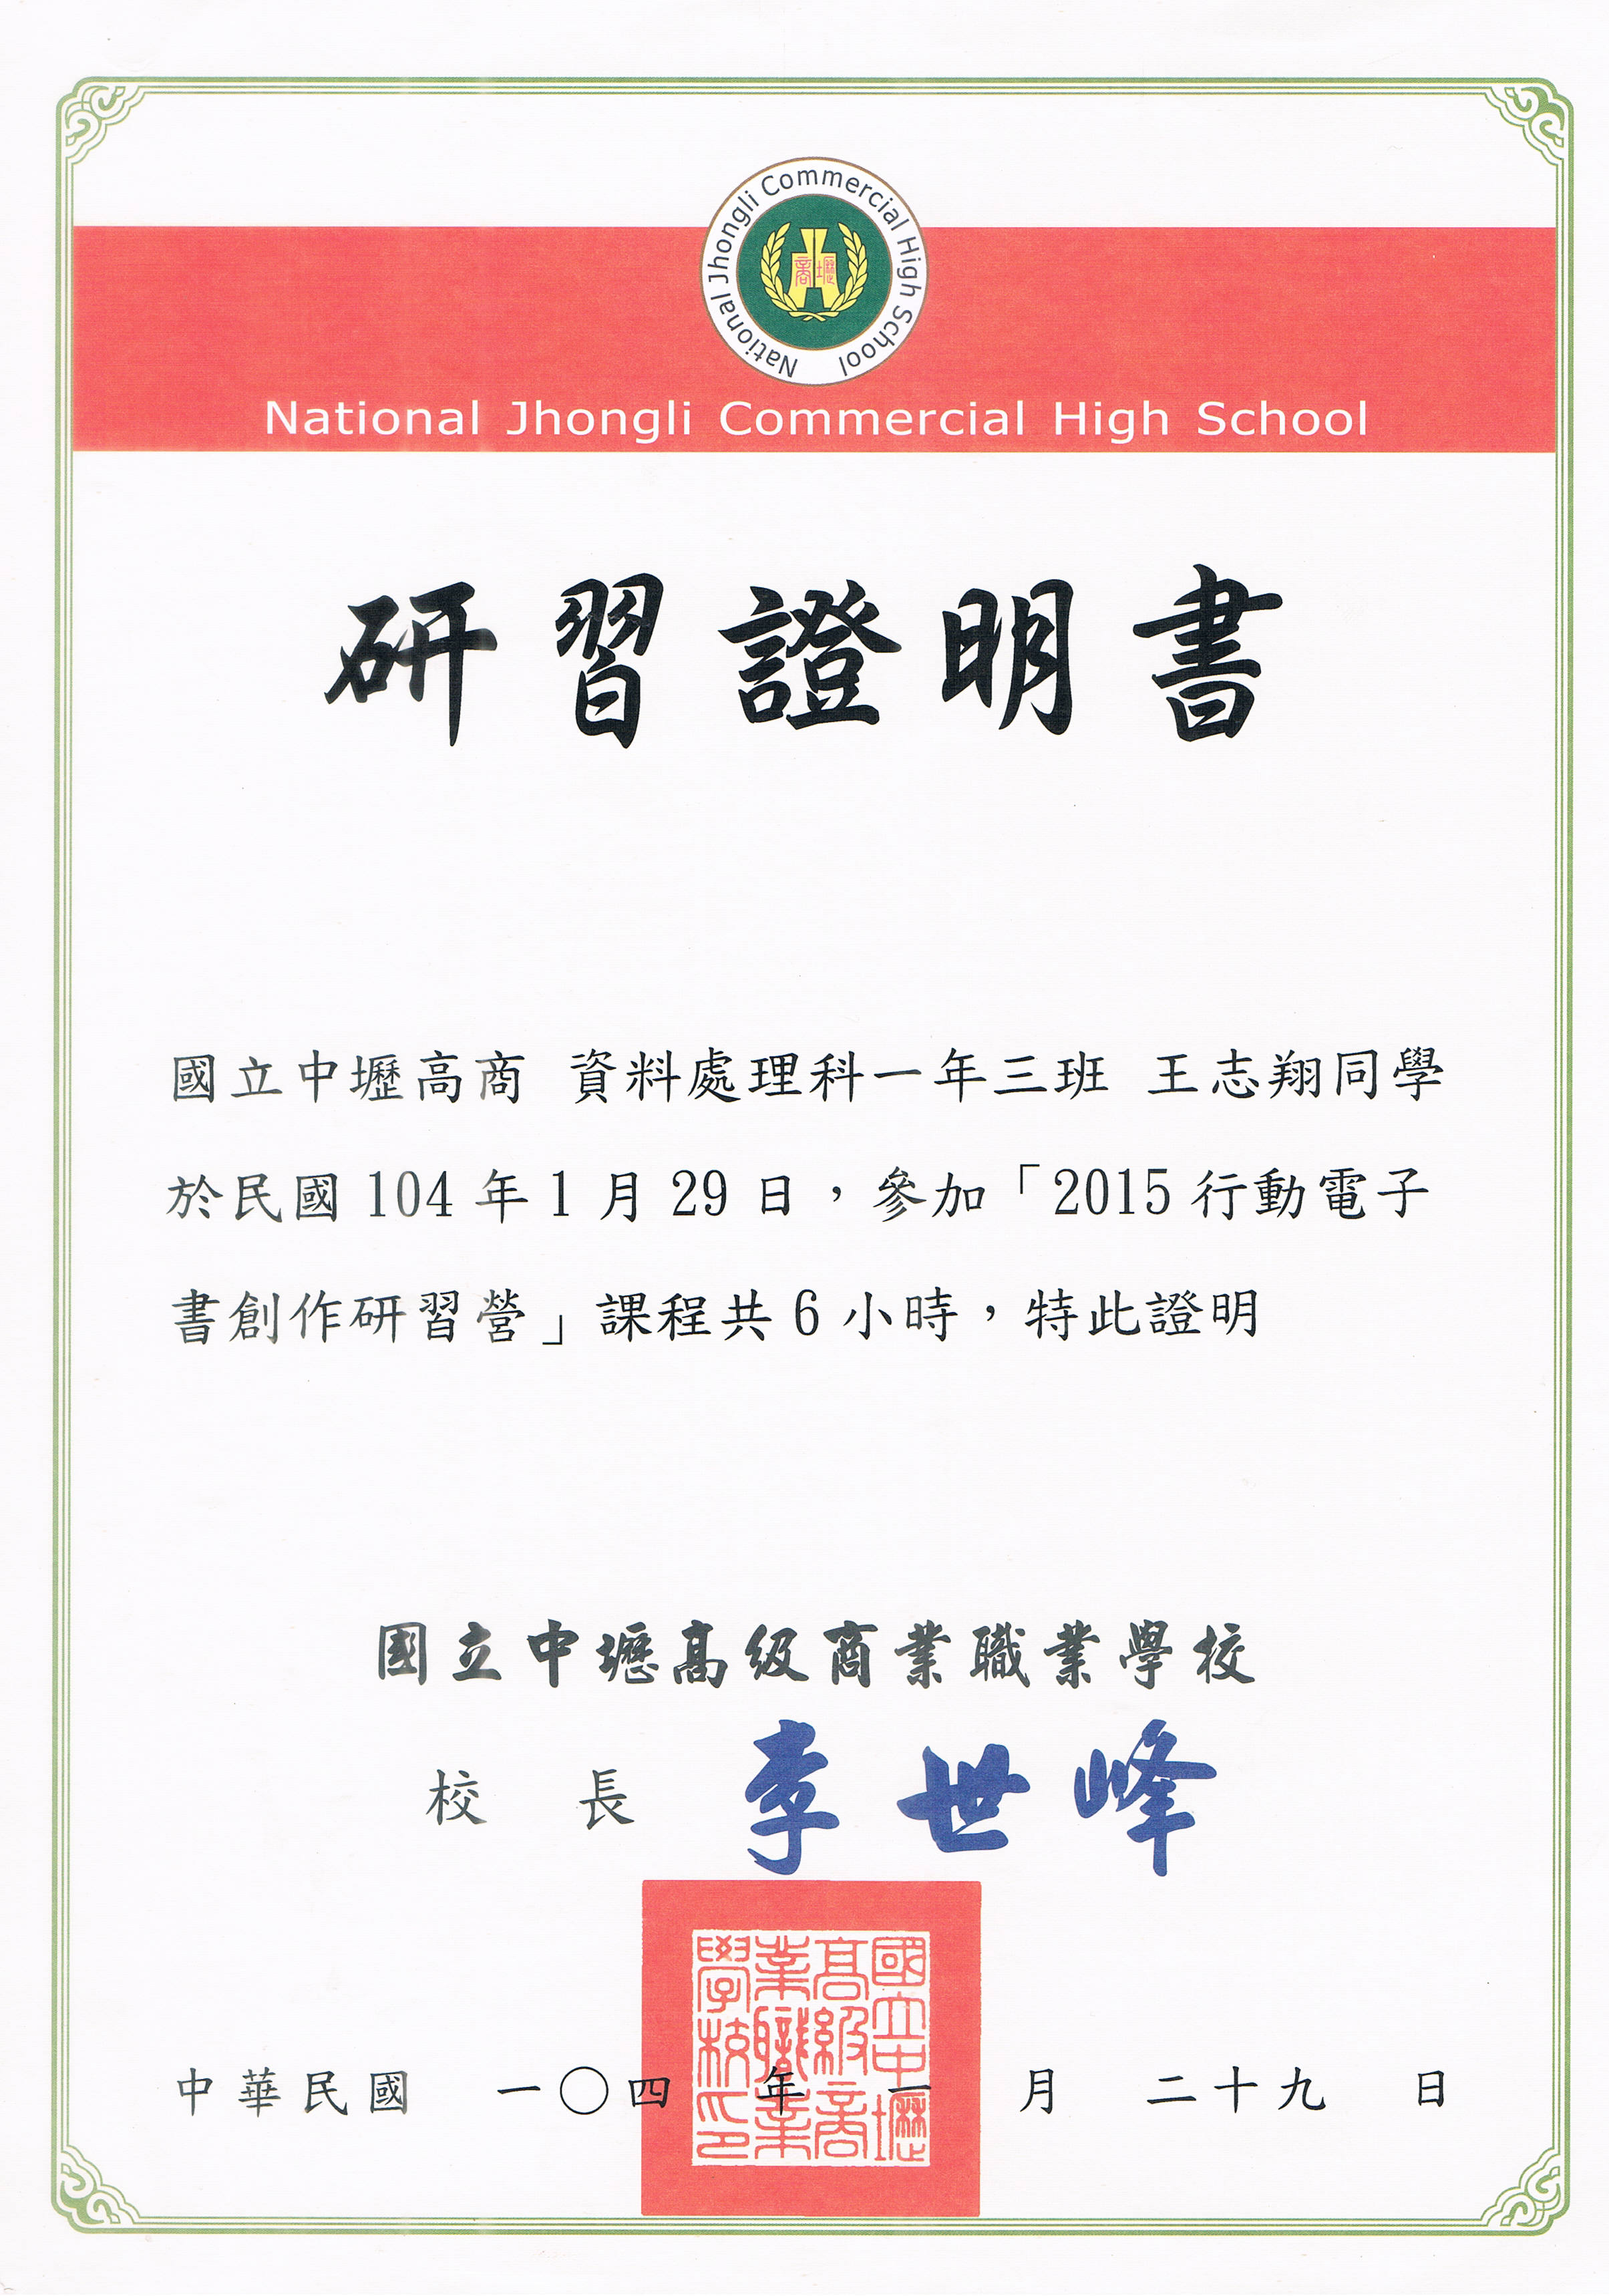 National Jhongli Commercial High School
商壢
National Jhongli Commercial High School
研習證明書
國立中壢高商 資料處理科一年三班 王志翔同學
於民國 104 年 1 月 29 日，參加「2015 行動電子
書創作研習營」課程共 6 小時，特此證明
國立中壢高級商業職業學校
校 長 李世峰
國立中壢
高級商
業職業
學校印
中華民國 一〇四 年 一 月 二十九 日